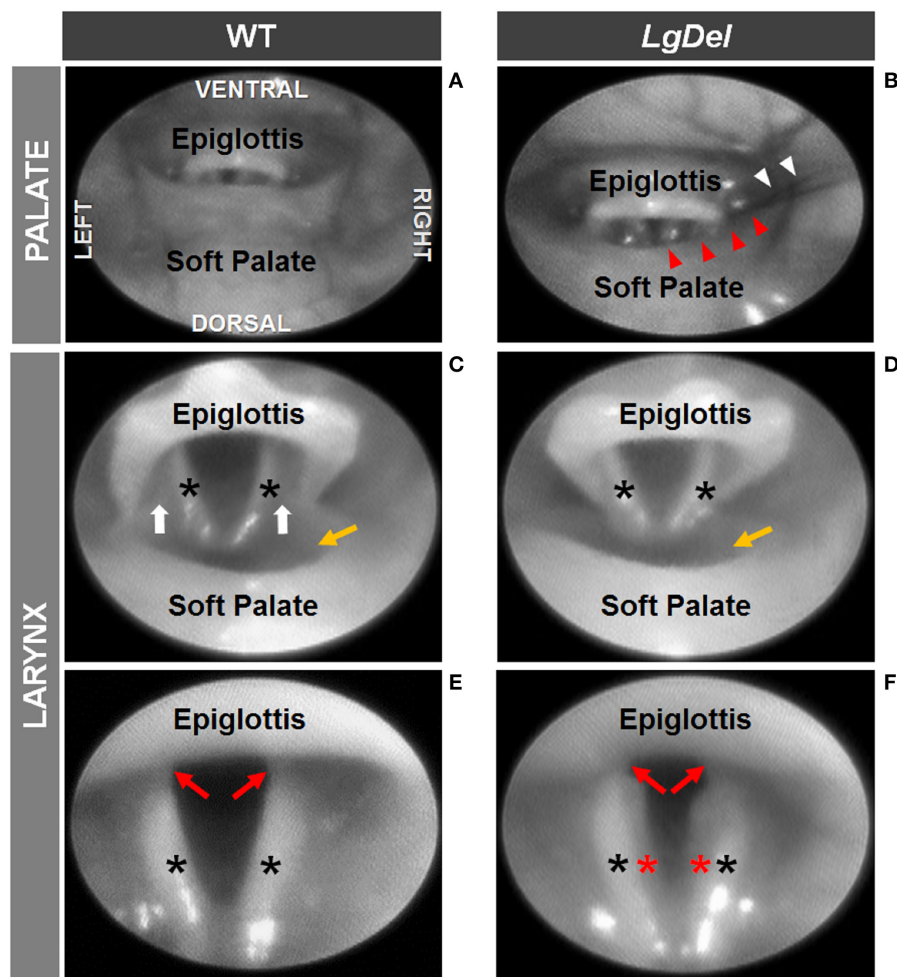 WT
LgDel
PALATE
A
VENTRAL
Epiglottis
LEFT
RIGHT
Soft Palate
DORSAL
B
Epiglottis
Soft Palate
LARYNX
C
Epiglottis
*
*
Soft Palate
D
Epiglottis
*
*
Soft Palate
E
Epiglottis
*
*
F
Epiglottis
*
*
*
*